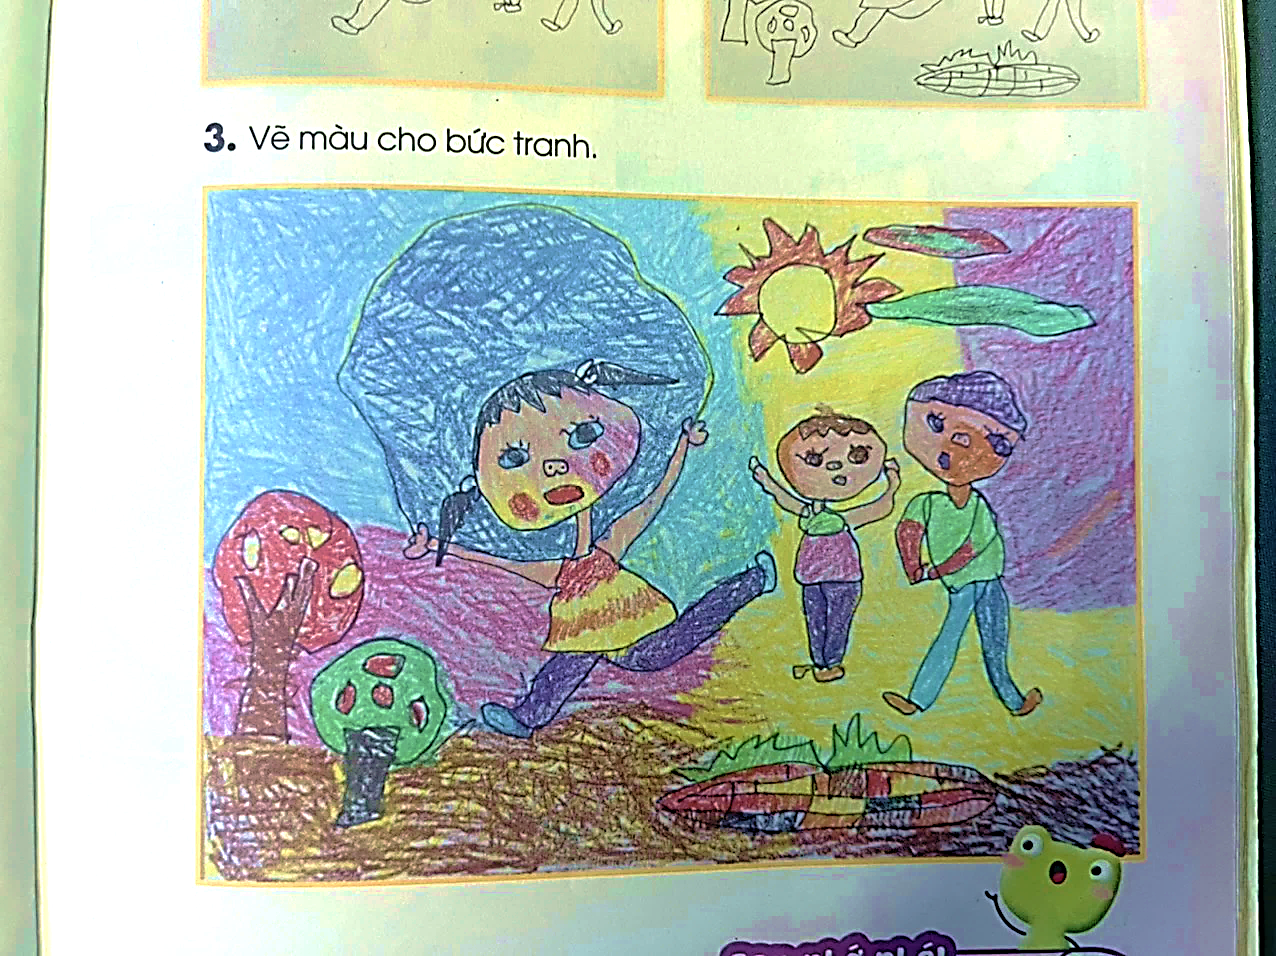 3. Vẽ màu cho bức tranh.